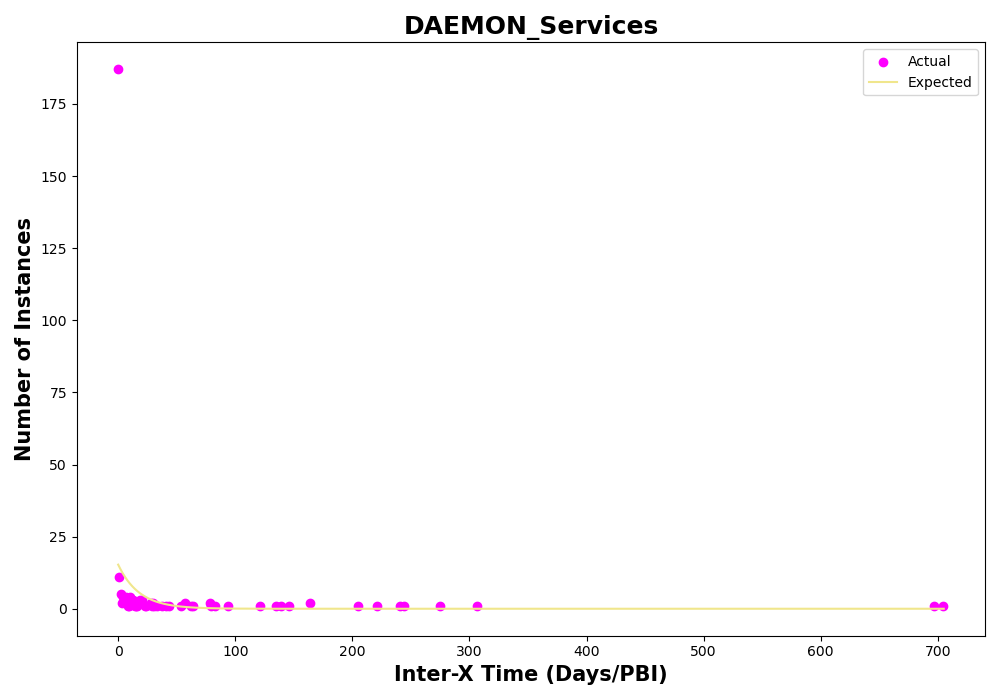 DAEMON_Services
Actual
Expected
Number of Instances
175
150
125
100
75
50
25
0
0 100 200 300 400 500 600 700
Inter-X Time (Days/PBI)